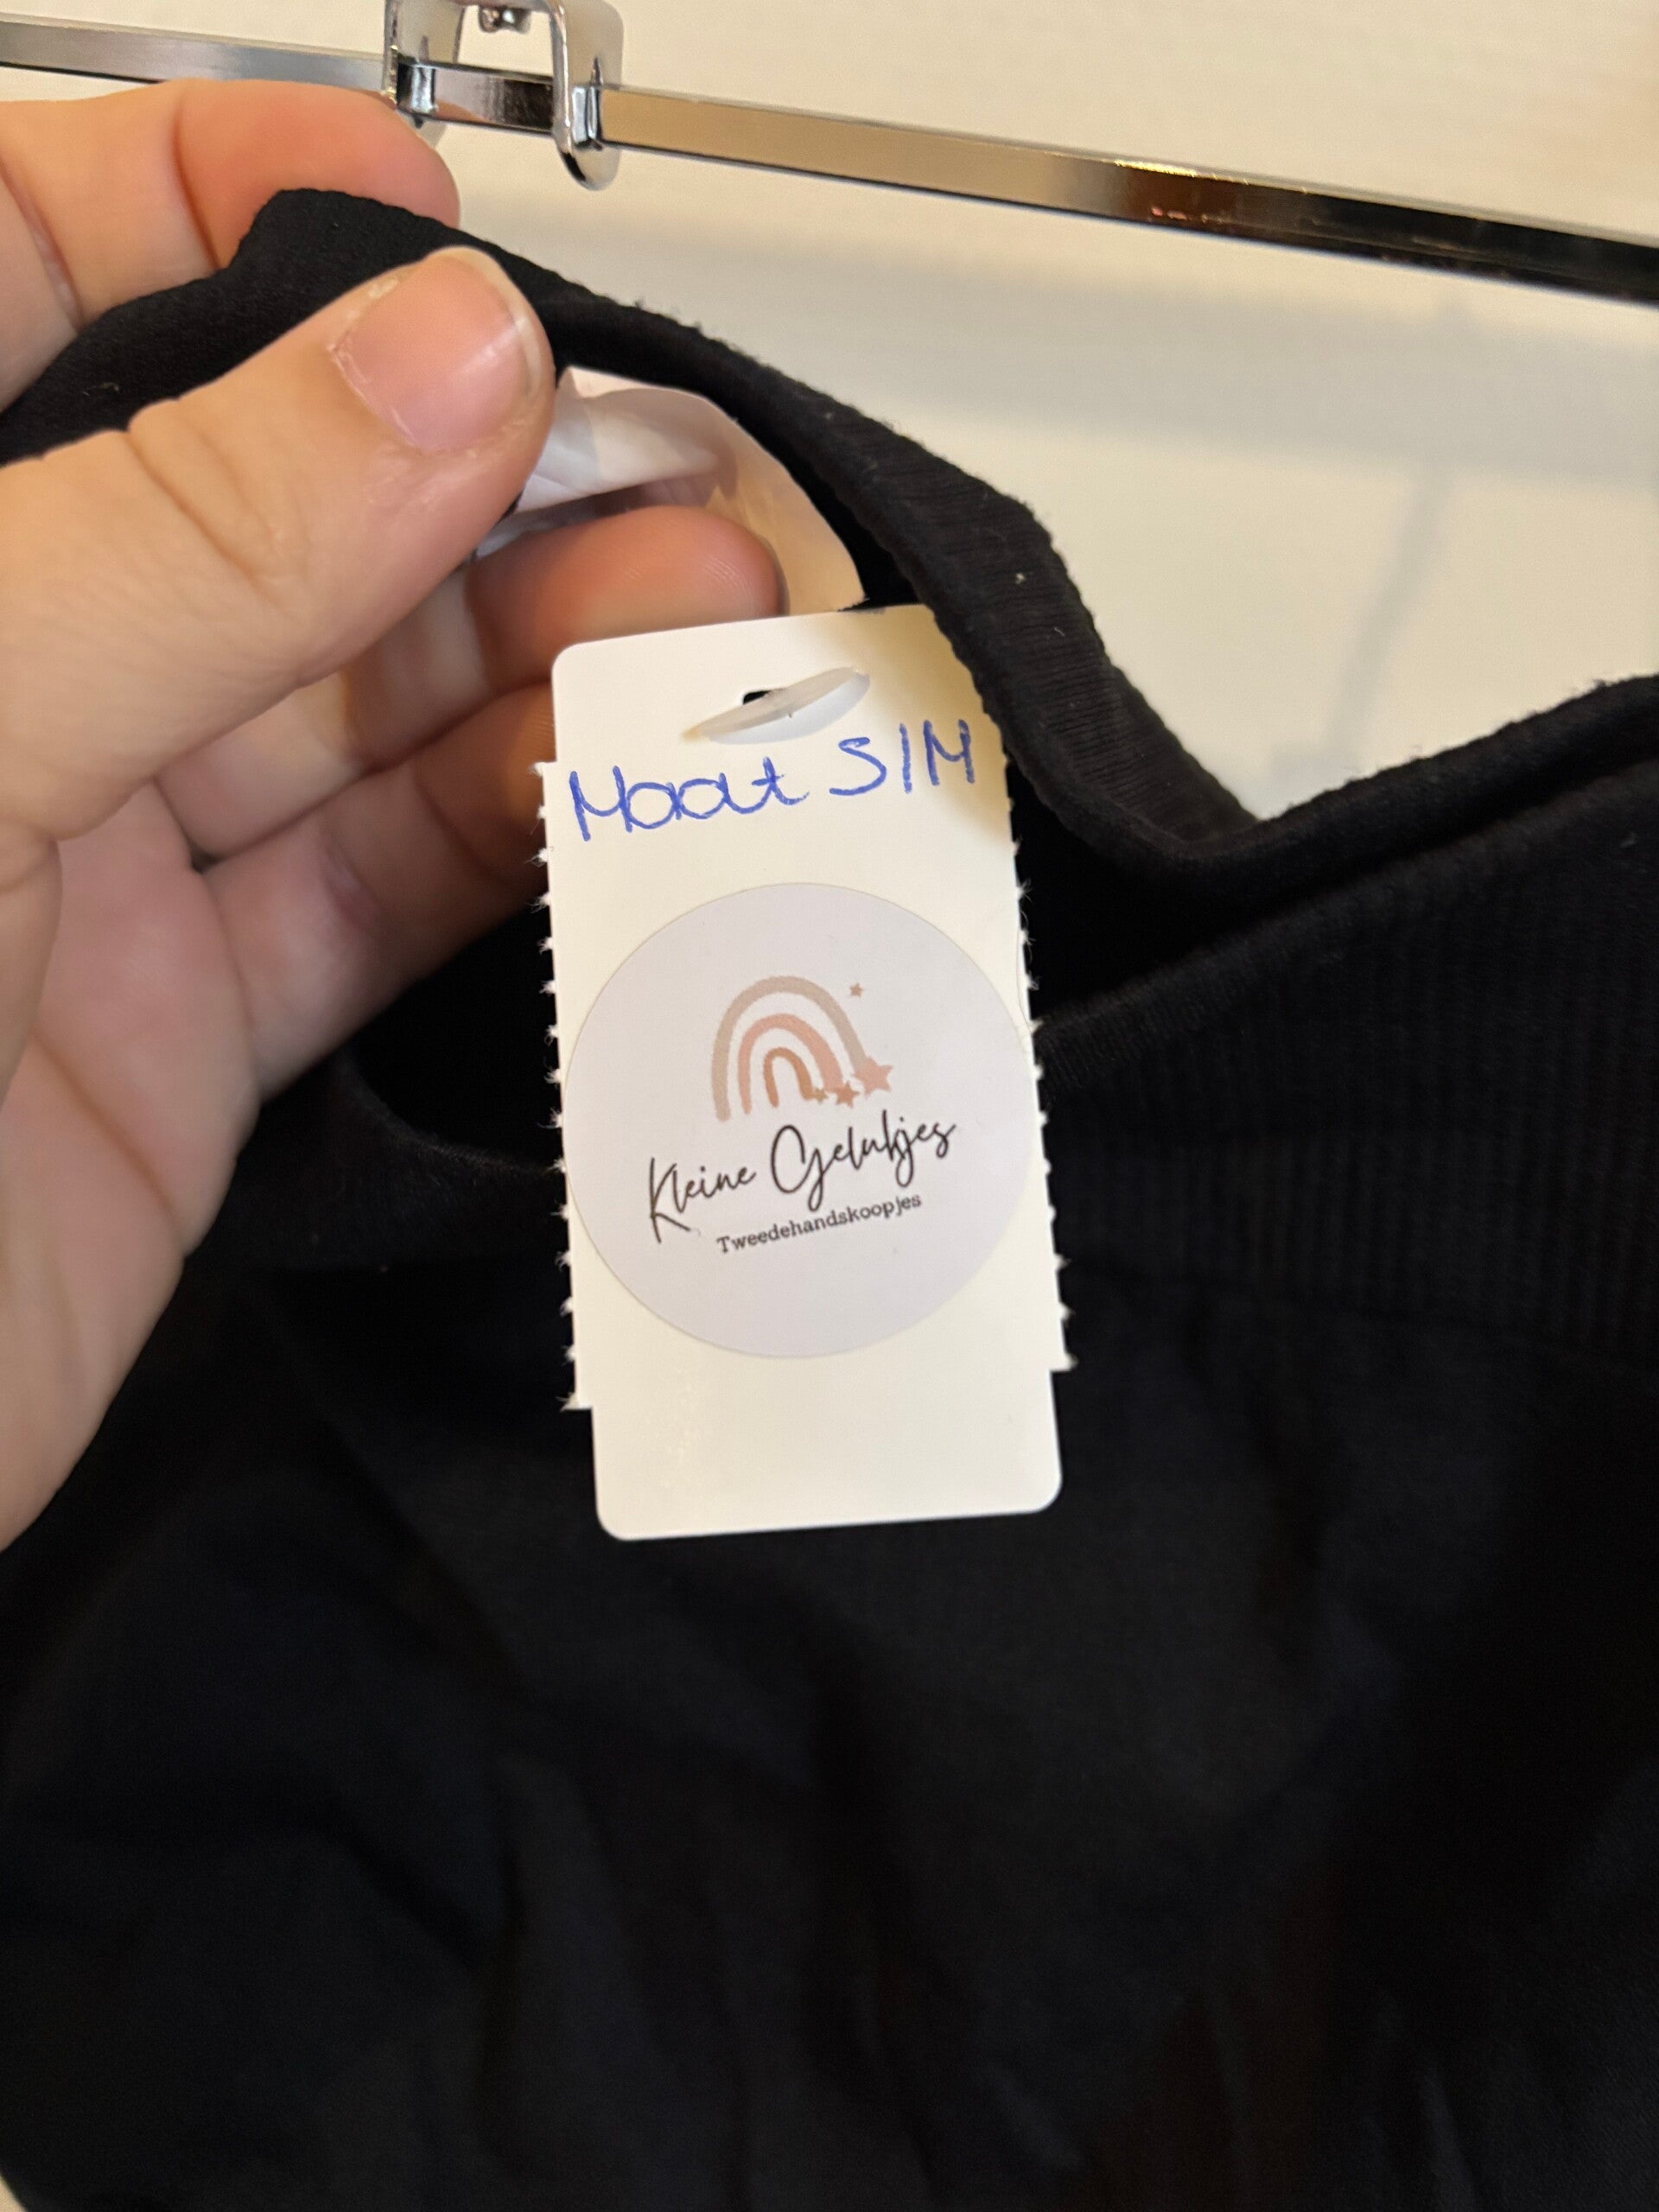 Maat S/M
Kleine Gelukjes
Tweedehandskoopjes